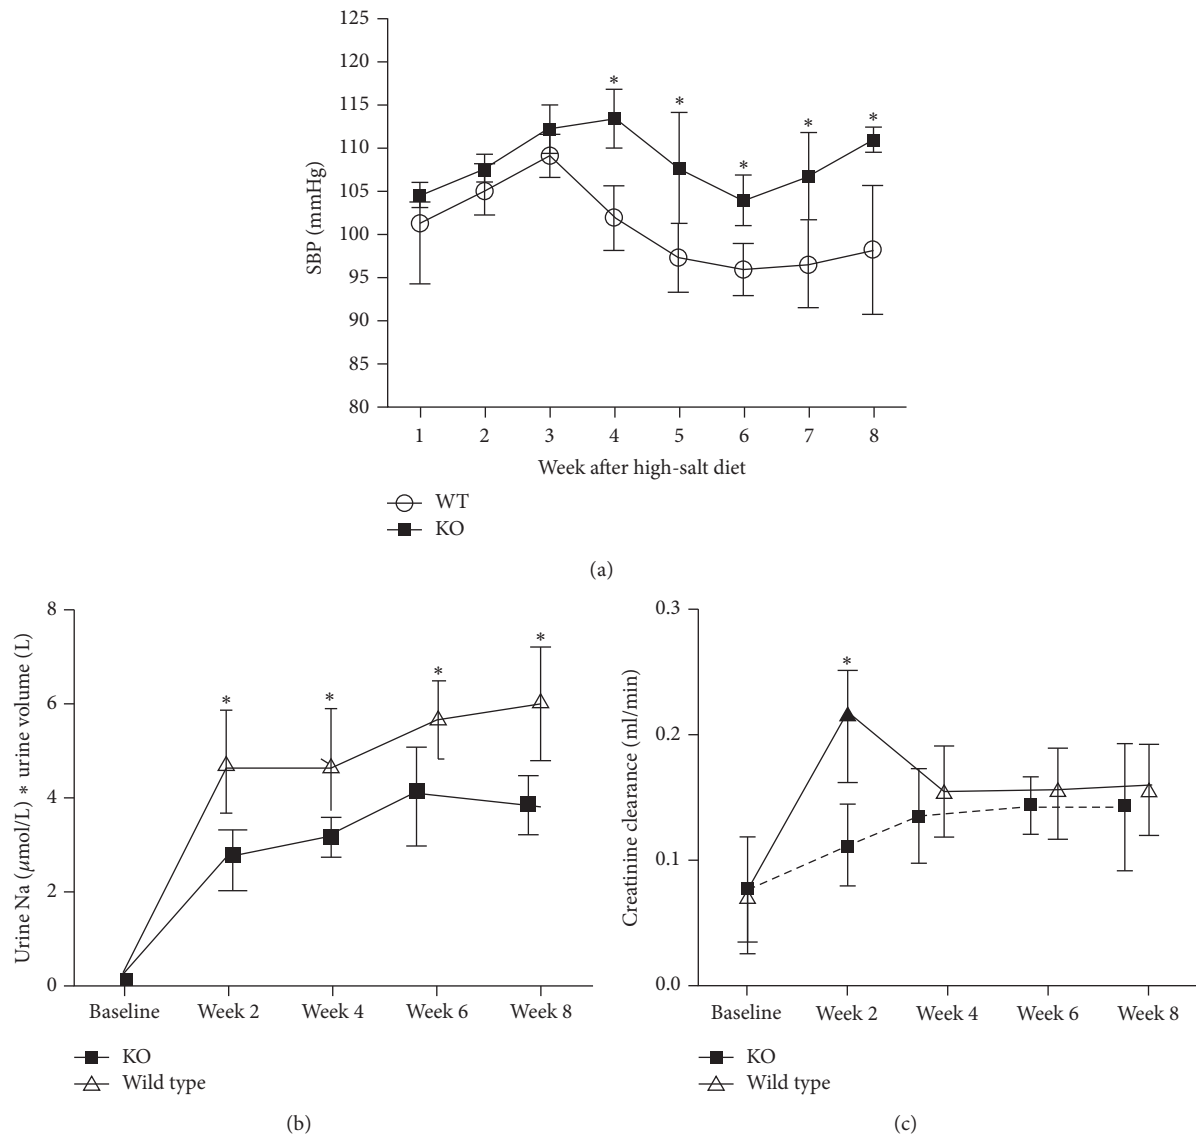 125
120
115
110
105
100
95
90
85
80
SBP (mmHg)
* * * * *
1 2 3 4 5 6 7 8
Week after high-salt diet
WT
KO
(a)
8
6
4
2
0
Urine Na (μmol/L) ∗ urine volume (L)
* * * *
Baseline Week 2 Week 4 Week 6 Week 8
KO
Wild type
(b)
0.3
0.2
0.1
0.0
Creatinine clearance (ml/min)
*
Baseline Week 2 Week 4 Week 6 Week 8
KO
Wild type
(c)